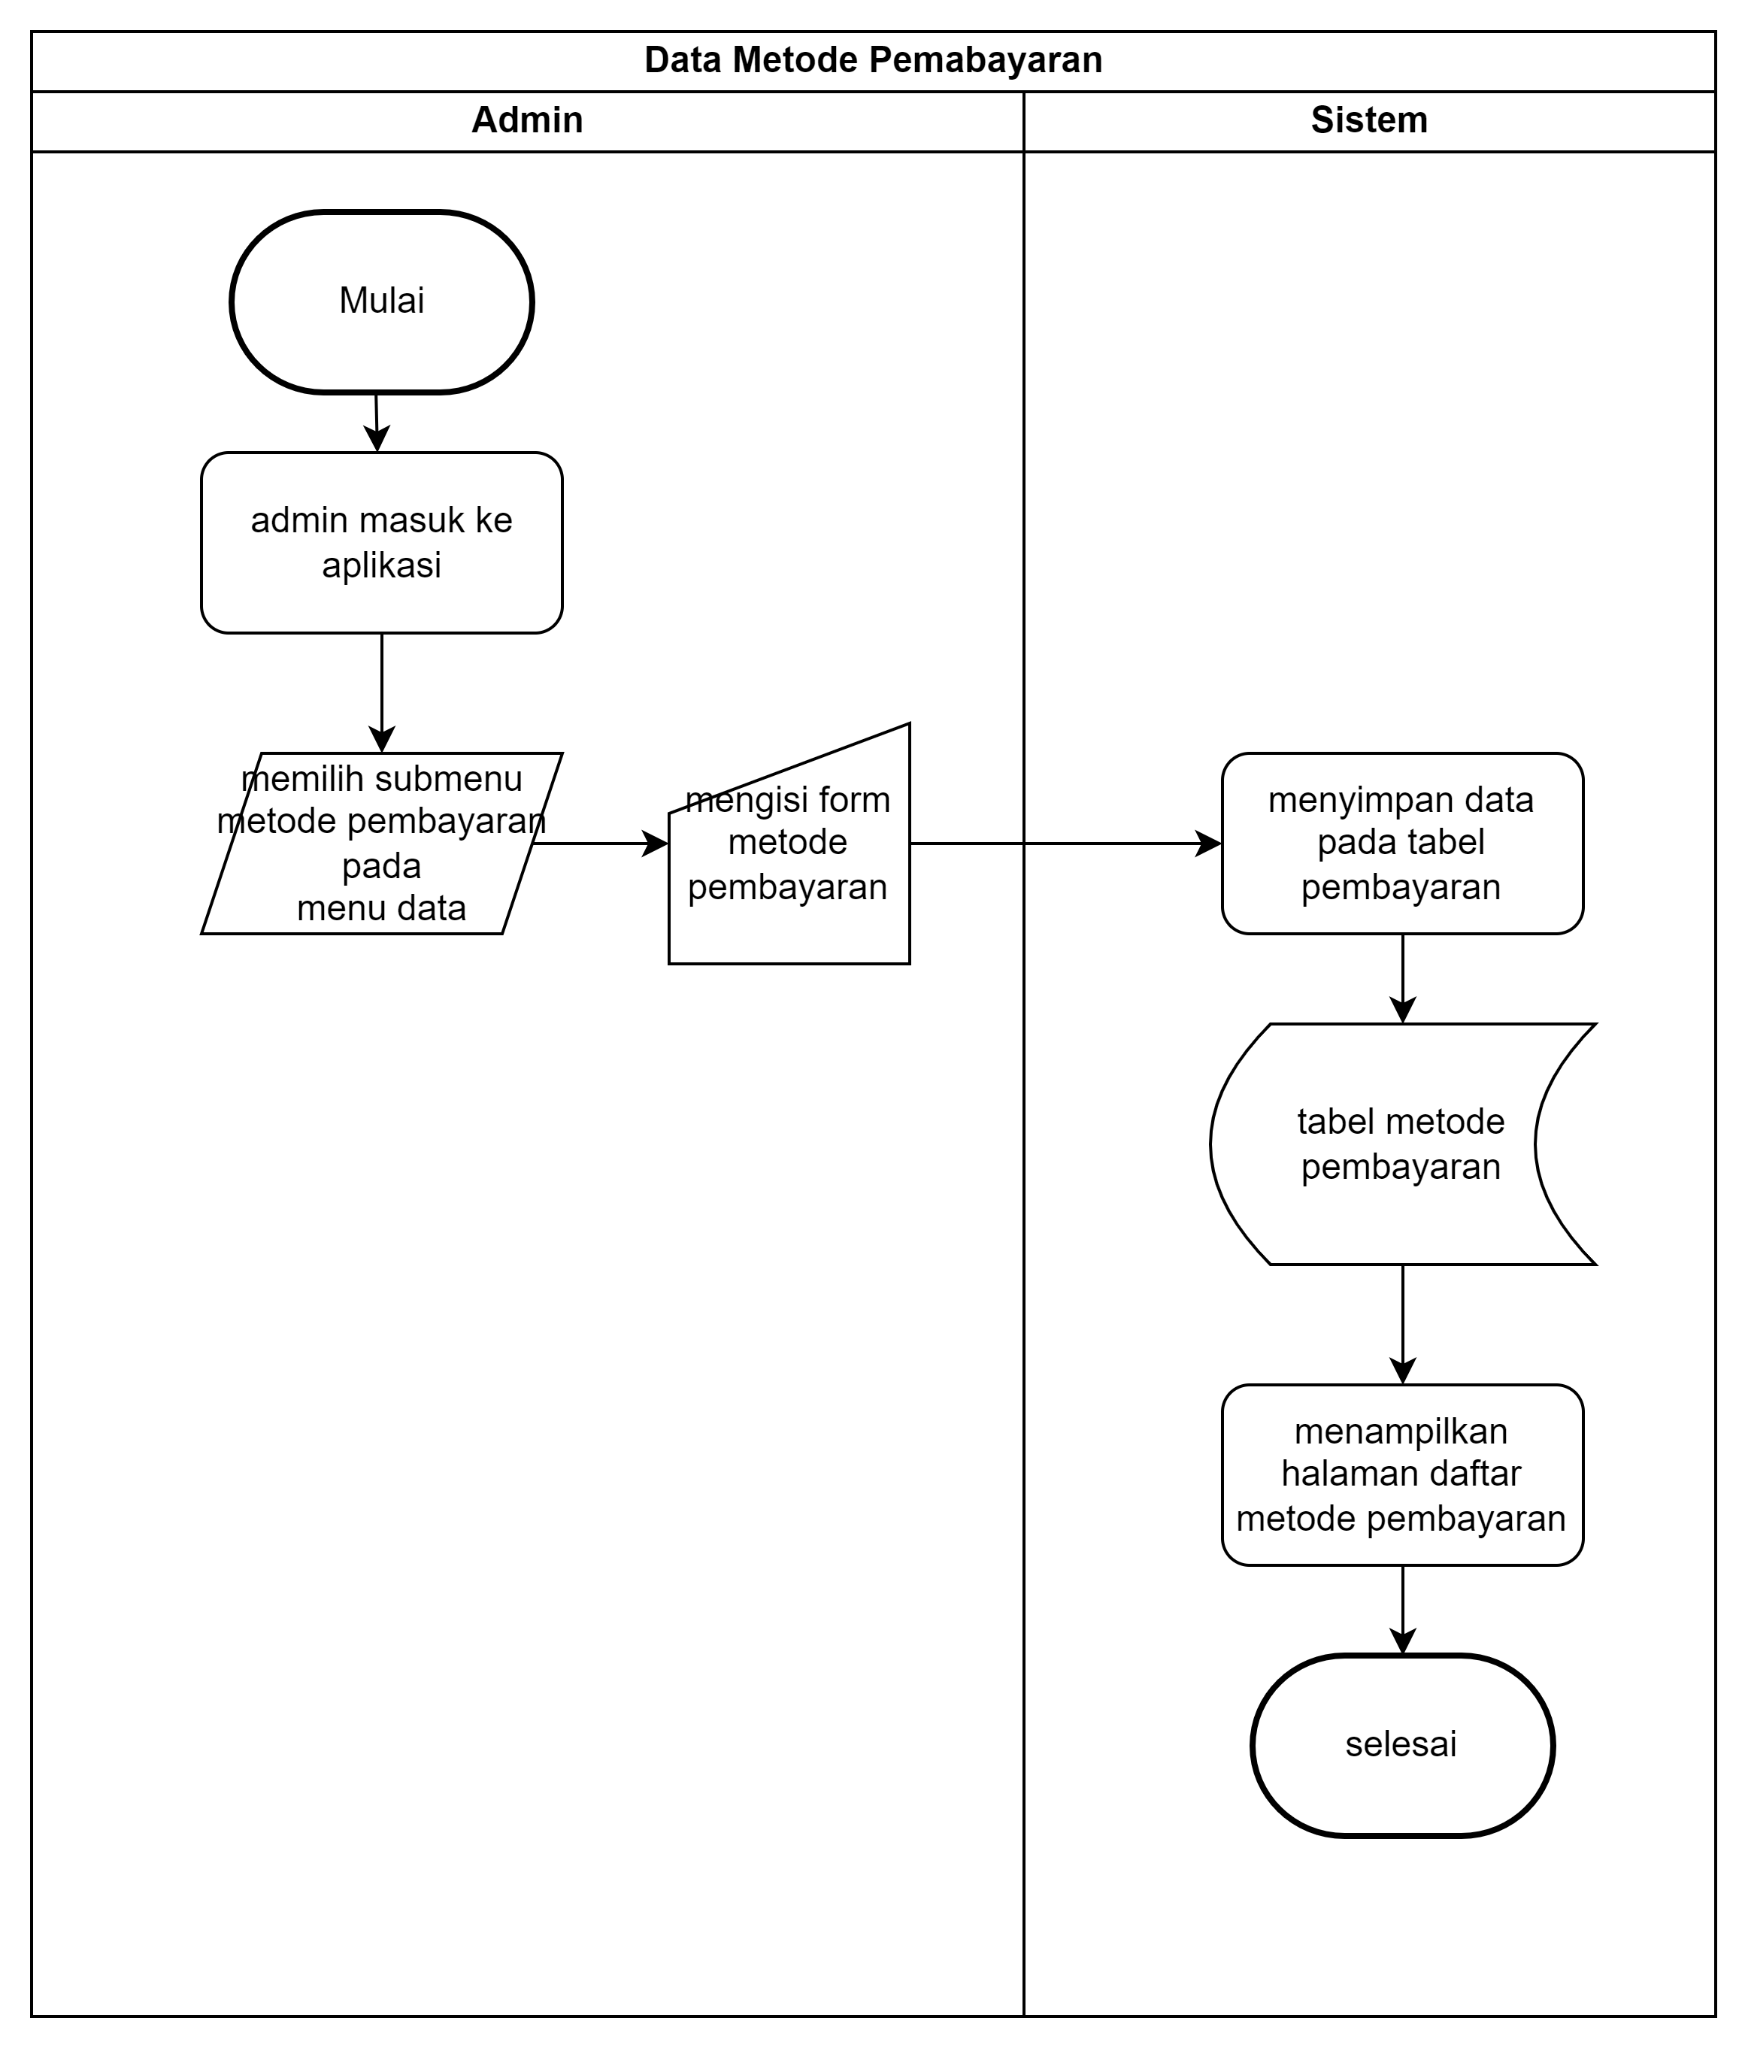 Data Metode Pemabayaran
Admin
Sistem
Mulai
admin masuk ke
aplikasi
memilih submenu
metode pembayaran
pada
menu data
mengisi form
metode
pembayaran
menyimpan data
pada tabel
pembayaran
tabel metode
pembayaran
menampilkan
halaman daftar
metode pembayaran
selesai